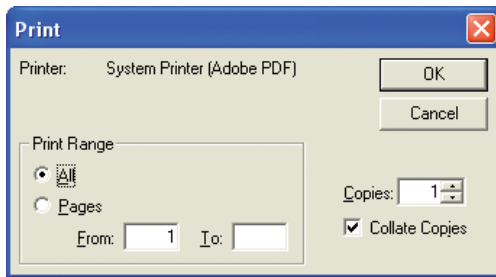 Print
Printer: System Printer (Adobe PDF)
OK
Cancel
Print Range
All
Pages
From: 1 To:
Copies: 1
Collate Copies